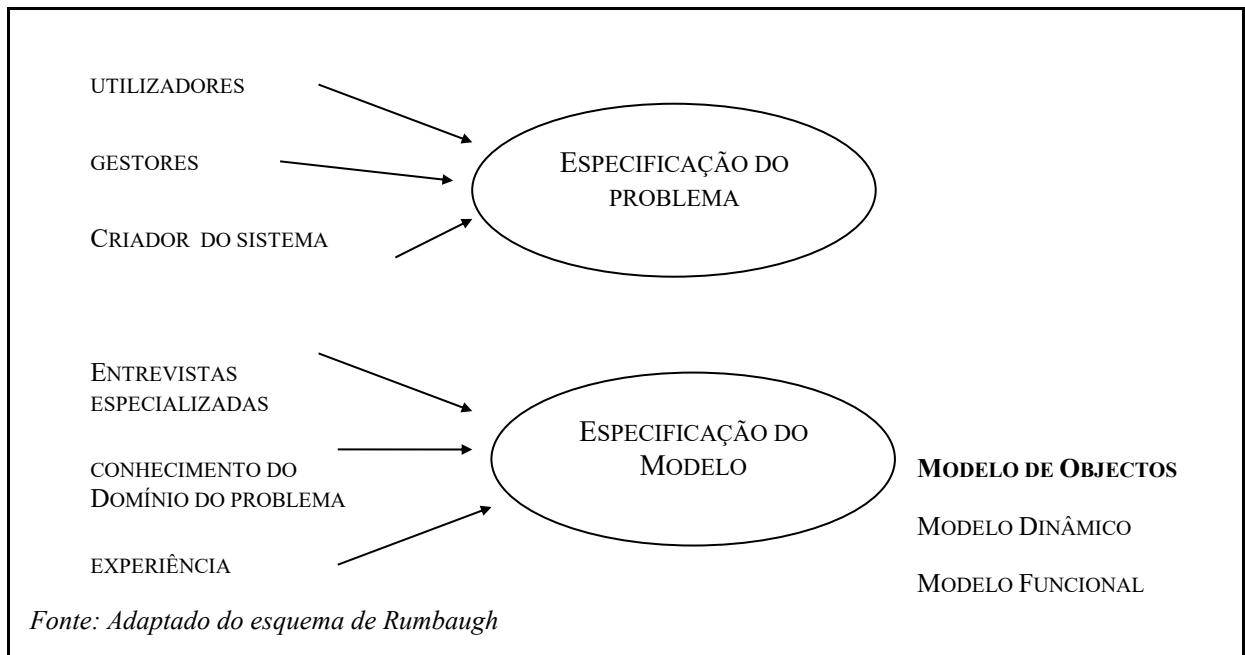 UTILIZADORES
GESTORES
CRIADOR DO SISTEMA
ESPECIFICAÇÃO DO
PROBLEMA
ENTREVISTAS
ESPECIALIZADAS
CONHECIMENTO DO
DOMÍNIO DO PROBLEMA
EXPERIÊNCIA
ESPECIFICAÇÃO DO
MODELO
MODELO DE OBJECTOS
MODELO DINÂMICO
MODELO FUNCIONAL
Fonte: Adaptado do esquema de Rumbaugh